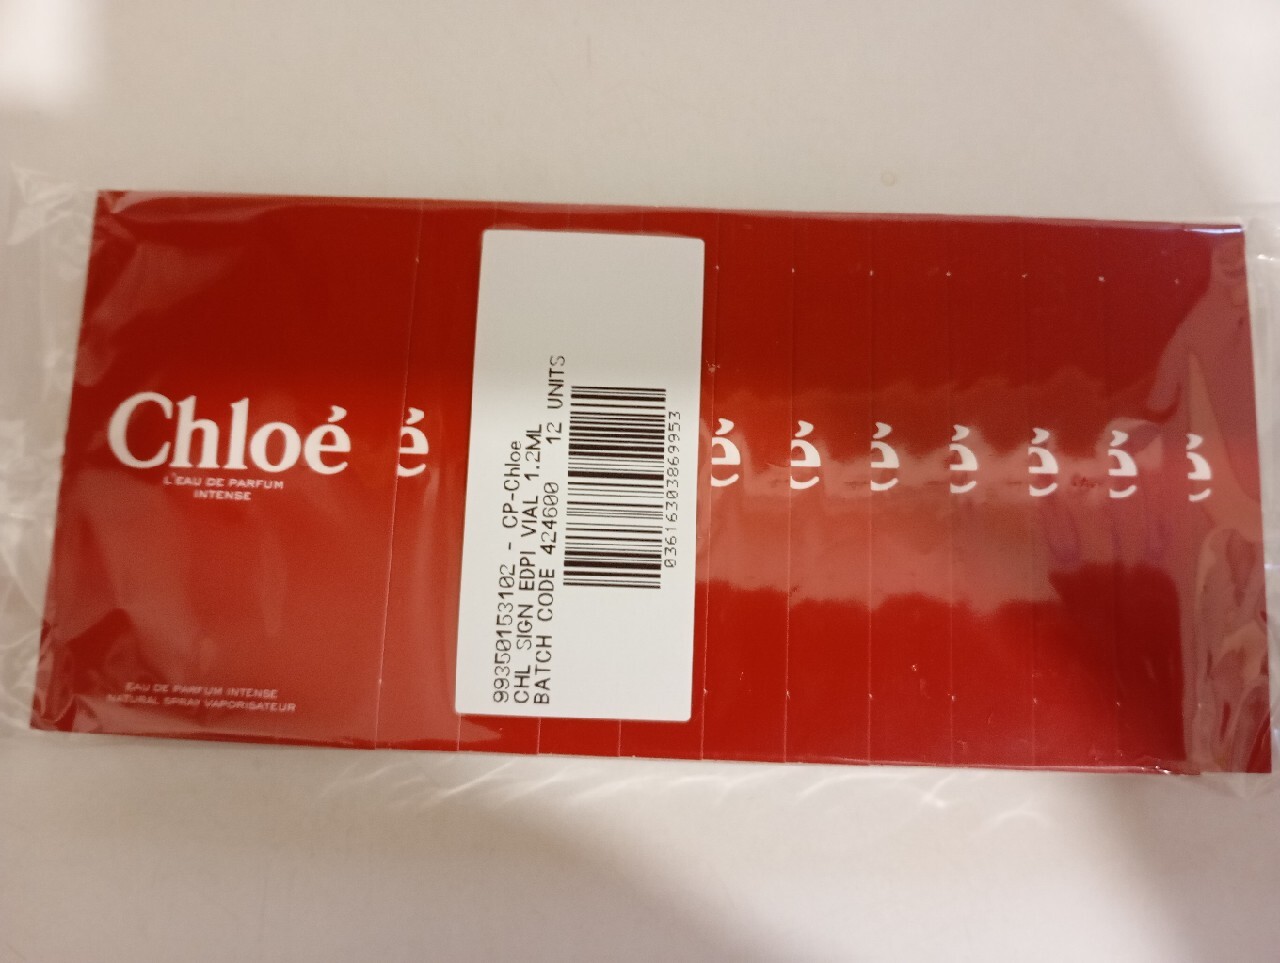 Chloé
L'EAU DE PARFUM
INTENSE
EAU DE PARFUM INTENSE
NATURAL SPRAY VAPORISATEUR
é
99350153102 - CP-Chloe
CHL SIGN EDPI VIAL 1.2ML
BATCH CODE 424600 12 UNITS
03616303869953
é
é
é
é
é
é
é